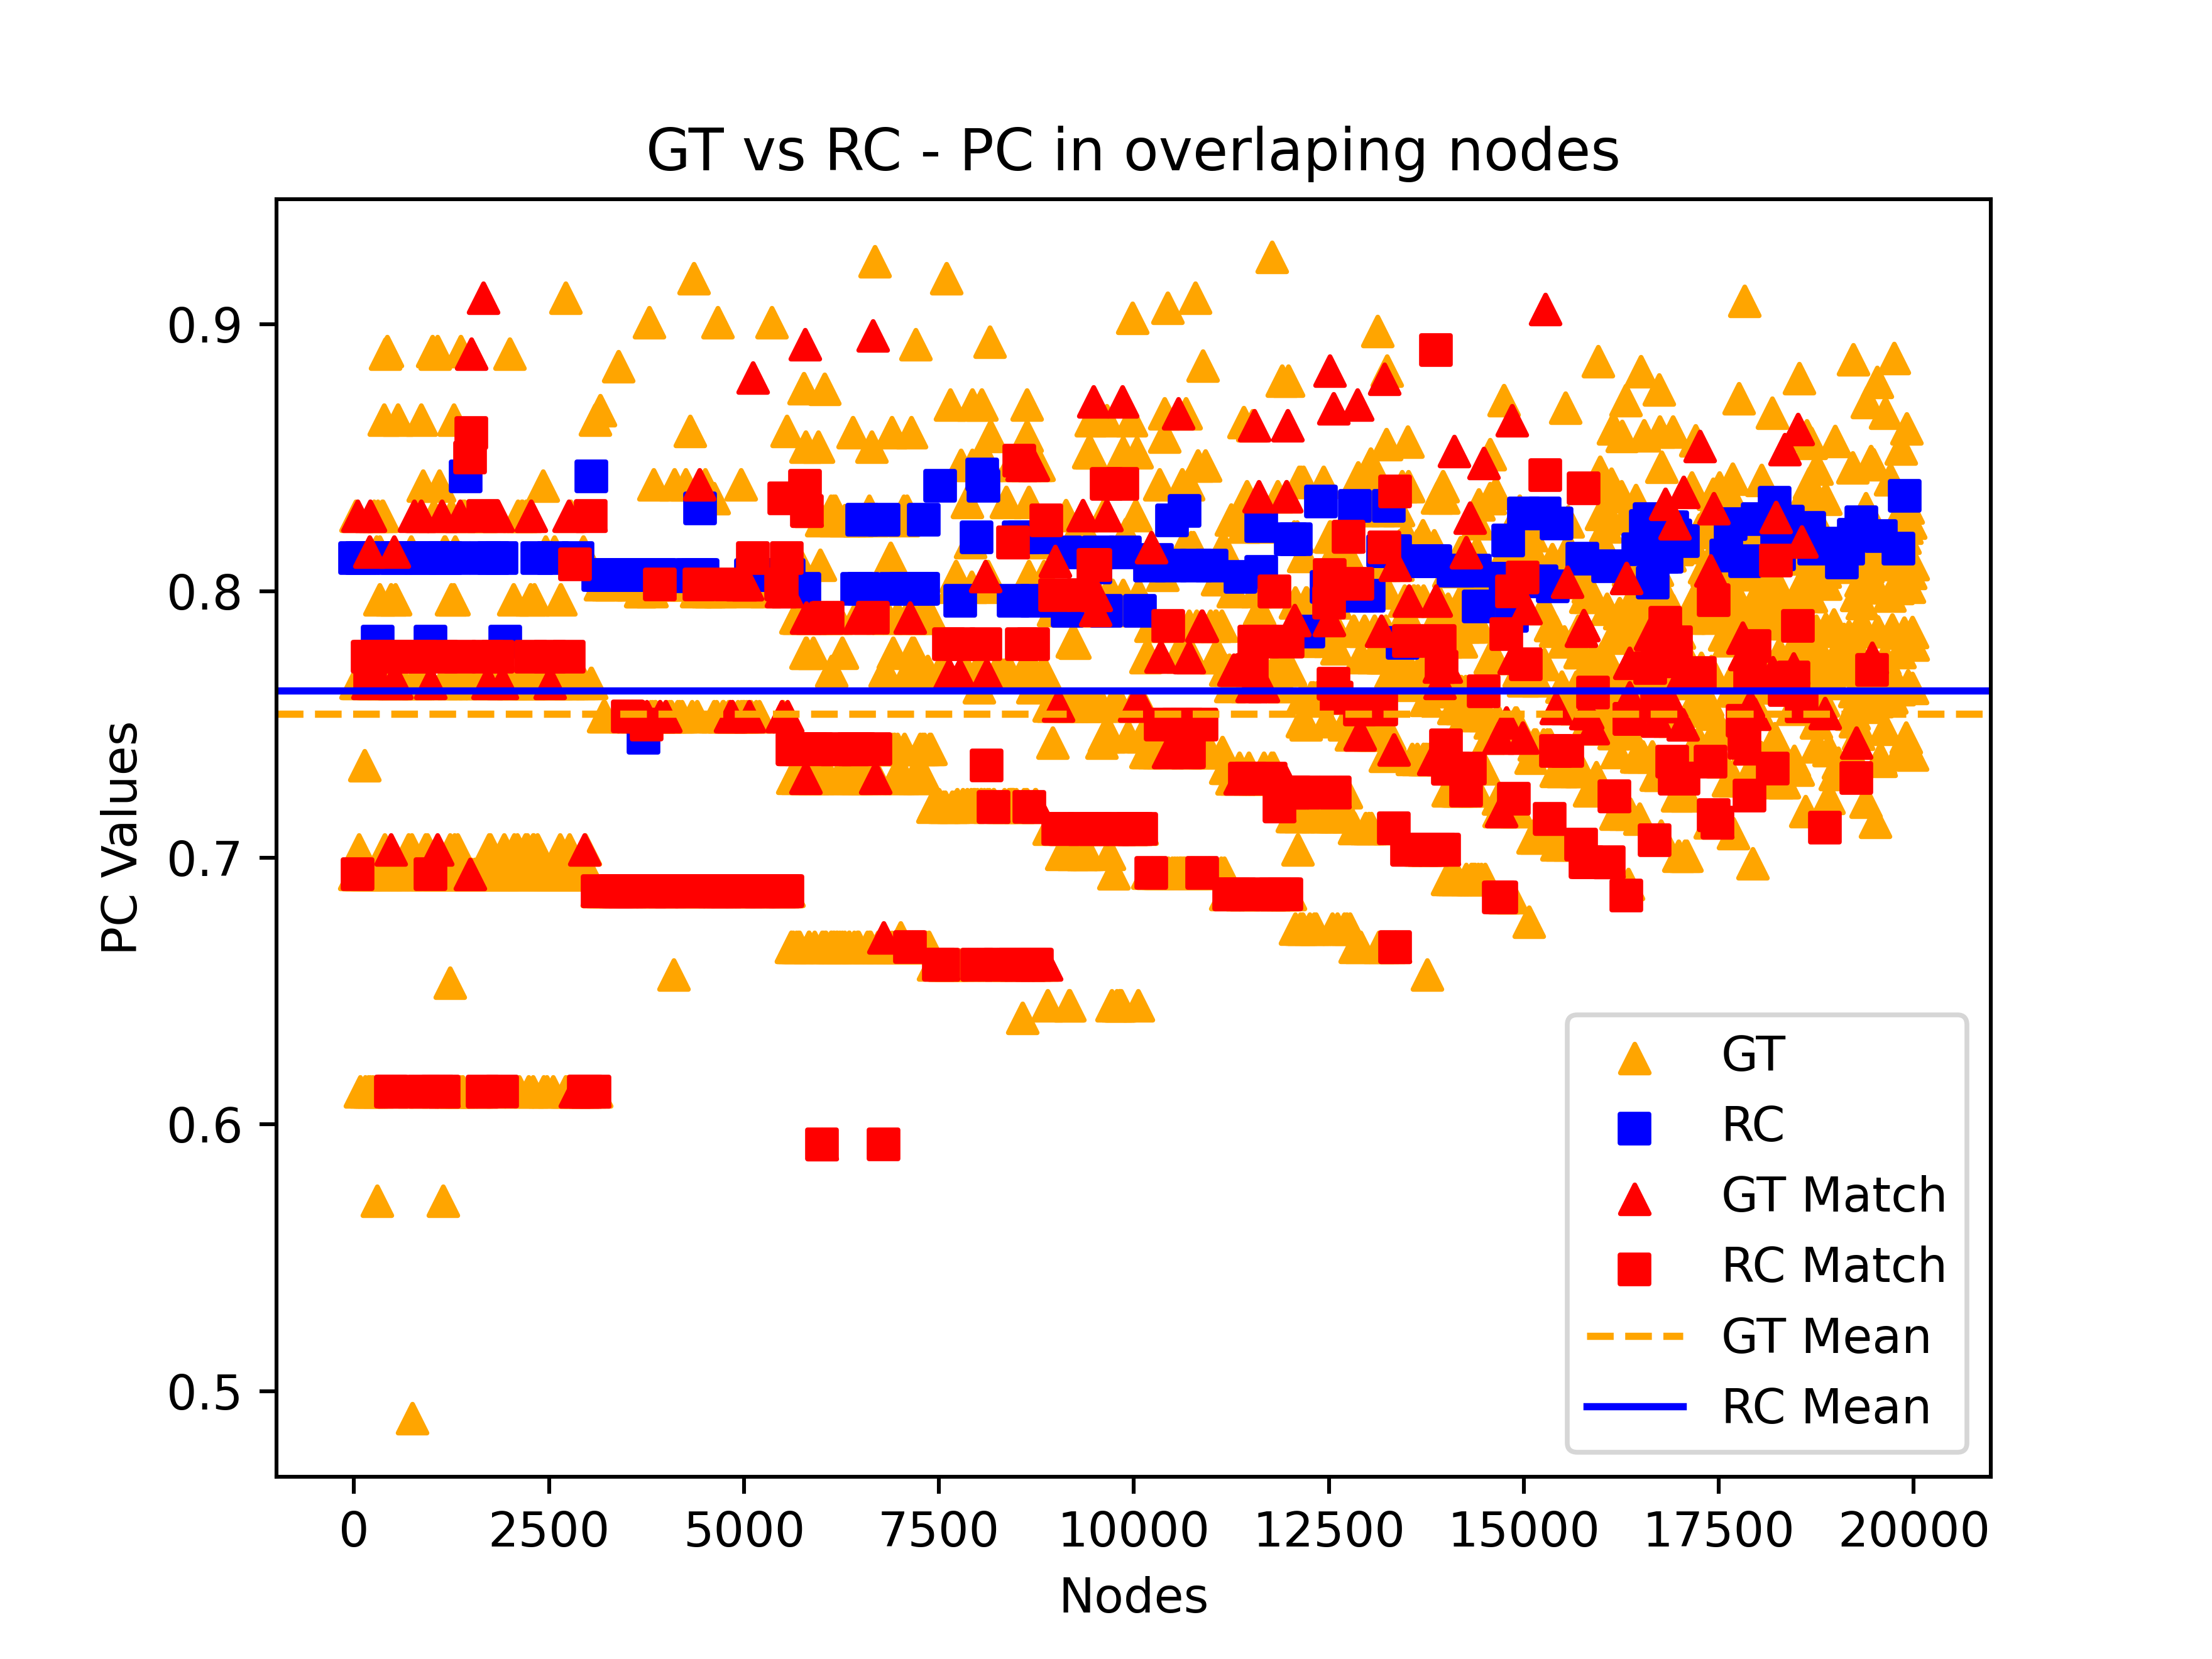 GT vs RC - PC in overlaping nodes
PC Values
0.9
0.8
0.7
0.6
0.5
0
2500
5000
7500
10000
12500
15000
17500
20000
Nodes
GT
RC
GT Match
RC Match
GT Mean
RC Mean